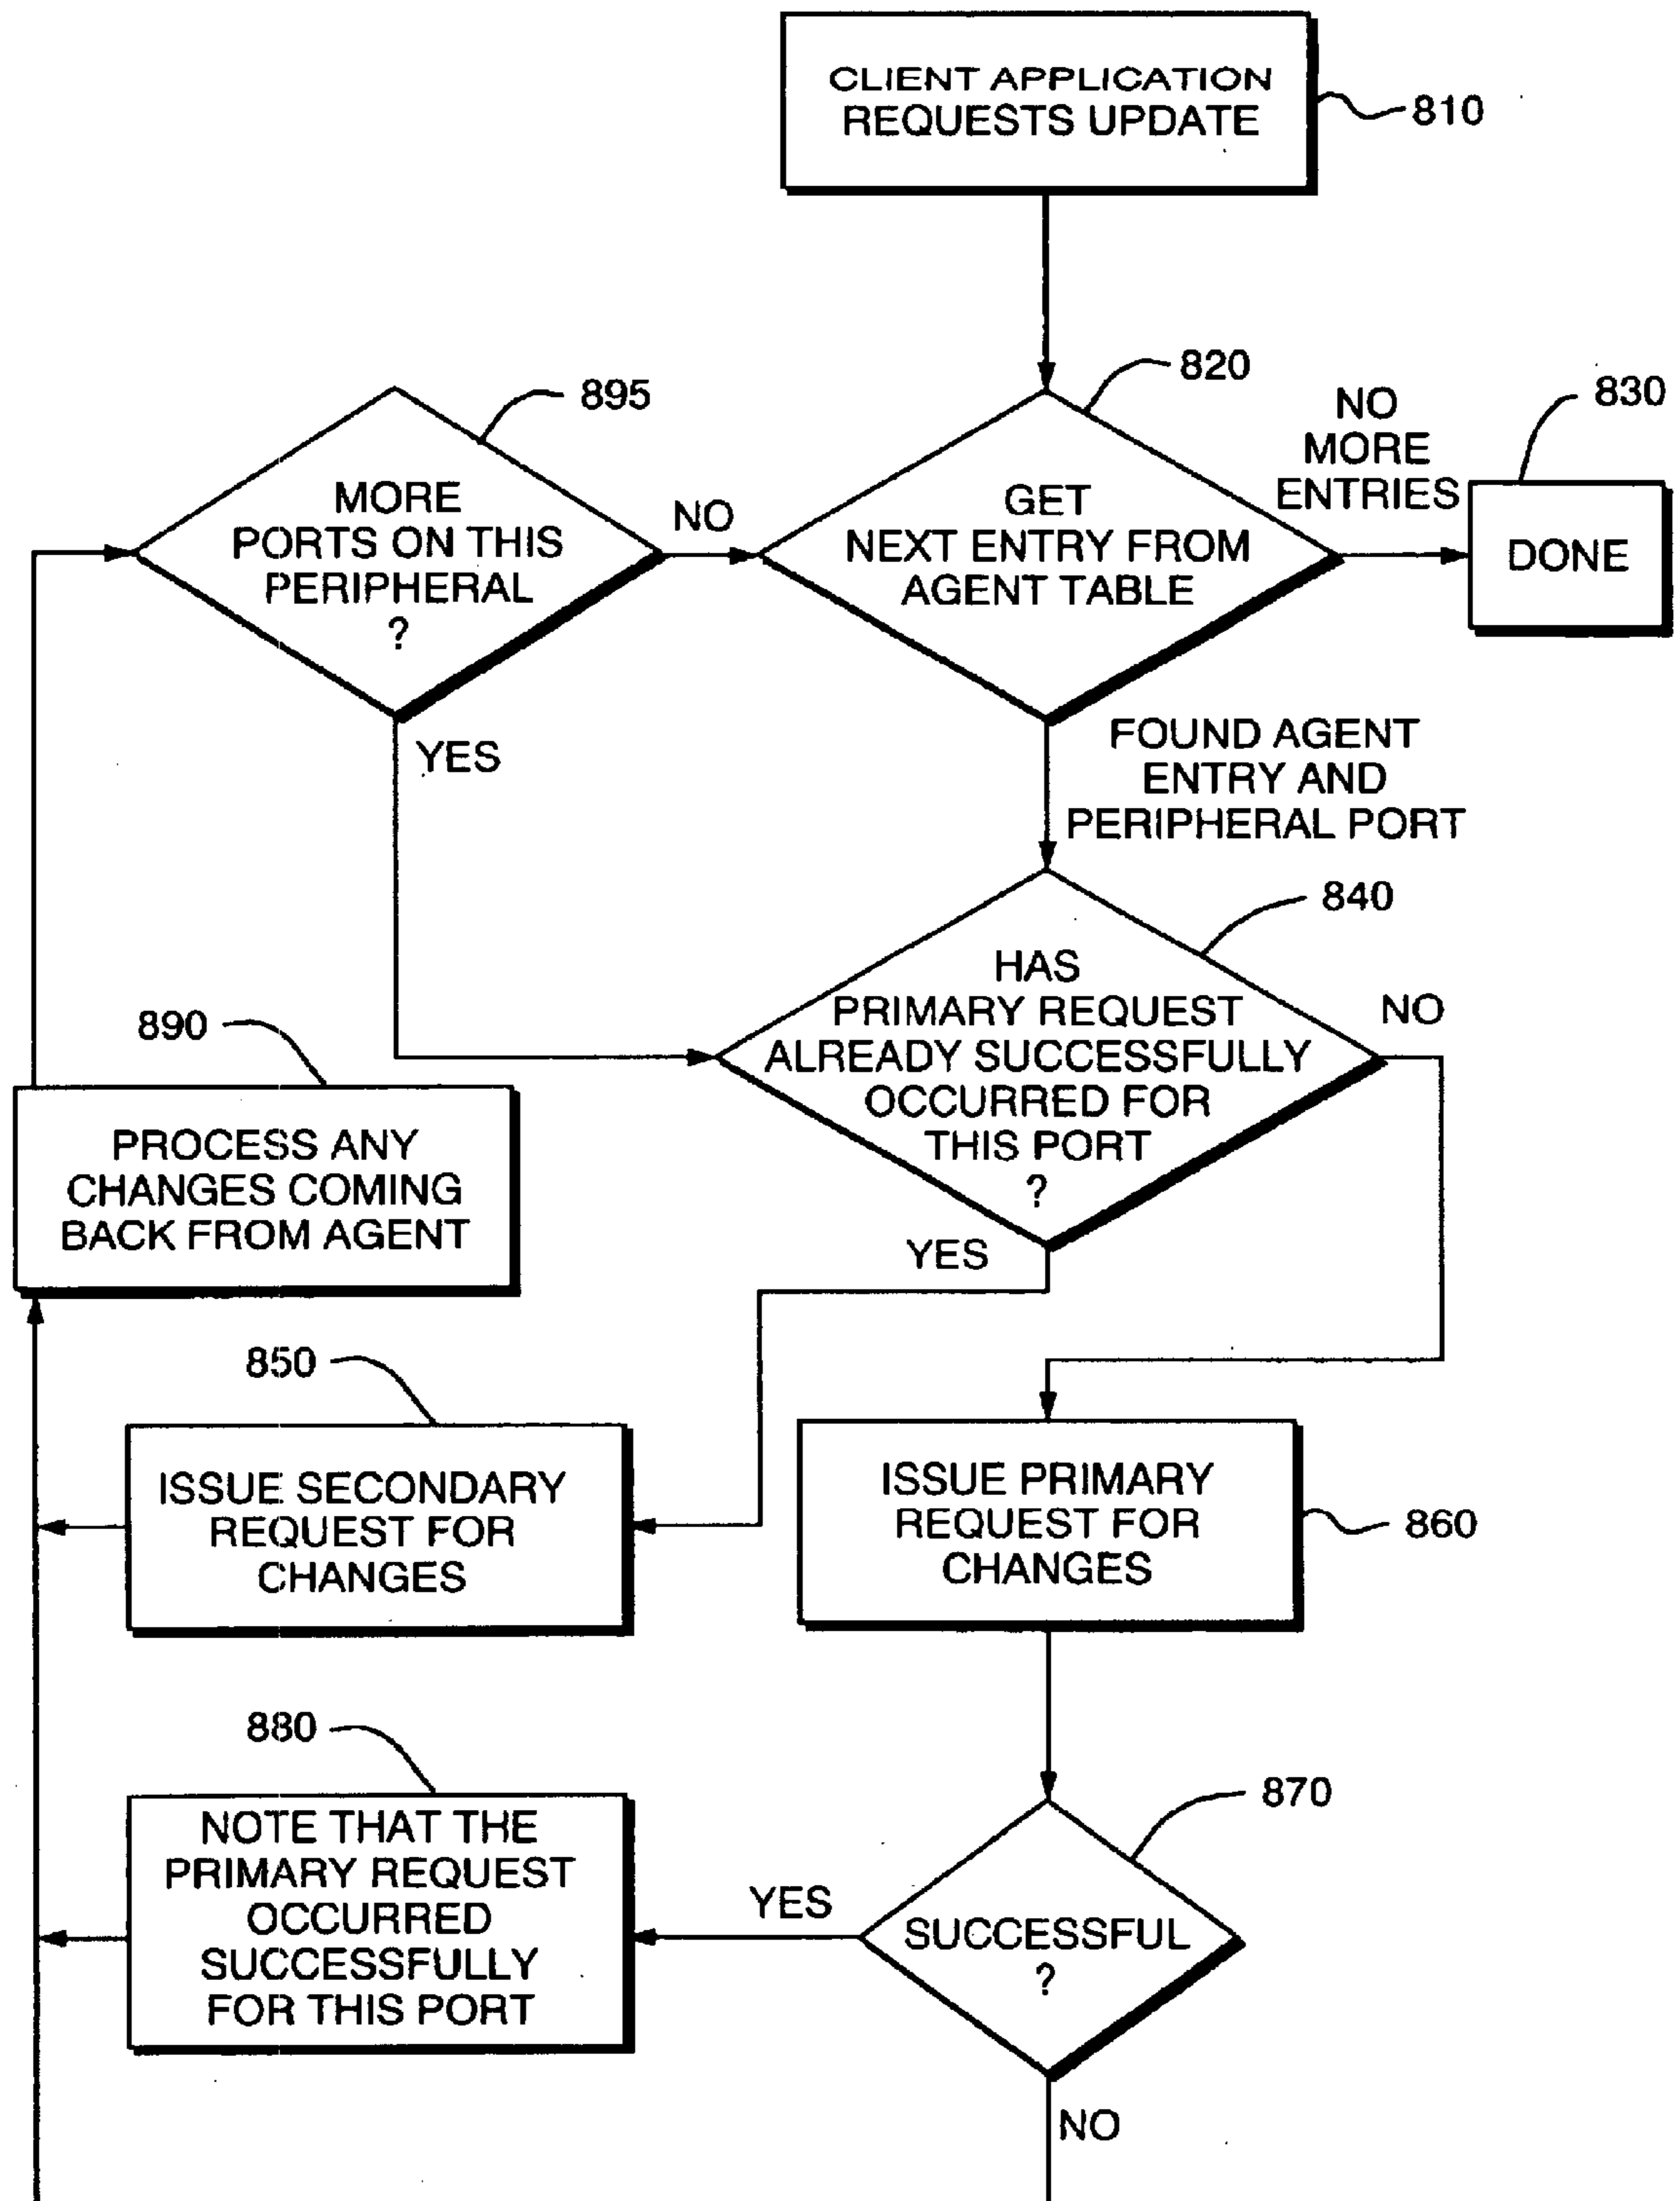 CLIENT APPLICATION
REQUESTS UPDATE
810
820
895
NO
MORE
ENTRIES
830
MORE
PORTS ON THIS
PERIPHERAL
?
NO
GET
NEXT ENTRY FROM
AGENT TABLE
DONE
YES
FOUND AGENT
ENTRY AND
PERIPHERAL PORT
840
HAS
PRIMARY REQUEST
ALREADY SUCCESSFULLY
OCCURRED FOR
THIS PORT
?
NO
890
PROCESS ANY
CHANGES COMING
BACK FROM AGENT
YES
850
ISSUE SECONDARY
REQUEST FOR
CHANGES
ISSUE PRIMARY
REQUEST FOR
CHANGES
860
880
NOTE THAT THE
PRIMARY REQUEST
OCCURRED
SUCCESSFULLY
FOR THIS PORT
YES
870
SUCCESSFUL
?
NO